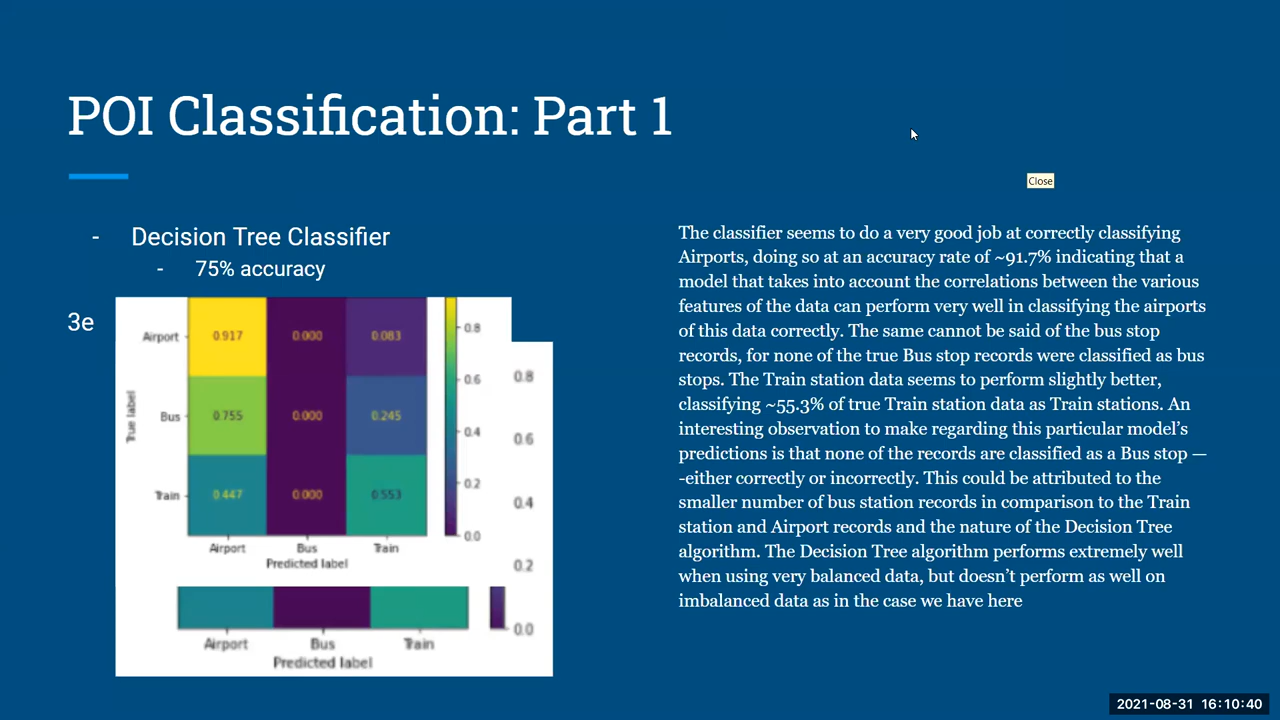 POI Classification: Part 1
Close
- Decision Tree Classifier
- 75% accuracy
3e
The classifier seems to do a very good job at correctly classifying
Airports, doing so at an accuracy rate of ~91.7% indicating that a
model that takes into account the correlations between the various
features of the data can perform very well in classifying the airports
of this data correctly. The same cannot be said of the bus stop
records, for none of the true Bus stop records were classified as bus
stops. The Train station data seems to perform slightly better,
classifying ~55.3% of true Train station data as Train stations. An
interesting observation to make regarding this particular model’s
predictions is that none of the records are classified as a Bus stop —
-either correctly or incorrectly. This could be attributed to the
smaller number of bus station records in comparison to the Train
station and Airport records and the nature of the Decision Tree
algorithm. The Decision Tree algorithm performs extremely well
when using very balanced data, but doesn’t perform as well on
imbalanced data as in the case we have here
True label
Airport 0.917 0.000 0.083
Bus 0.755 0.000 0.245
Train 0.447 0.000 0.553
Airport Bus Train
Predicted label
0.8
0.6
0.4
0.2
0.0
0.8
0.6
0.4
0.2
0.0
Airport Bus Train
Predicted label
2021-08-31 16:10:40